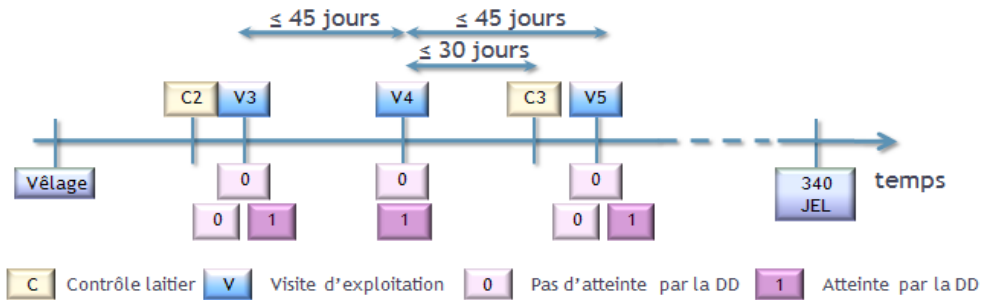 ≤ 45 jours ≤ 45 jours
≤ 30 jours
C2 V3 V4 C3 V5
Vêlage 0 0 0 340 JEL temps
0 1 1 0 1
C Contrôle laitier V Visite d'exploitation 0 Pas d'atteinte par la DD 1 Atteinte par la DD